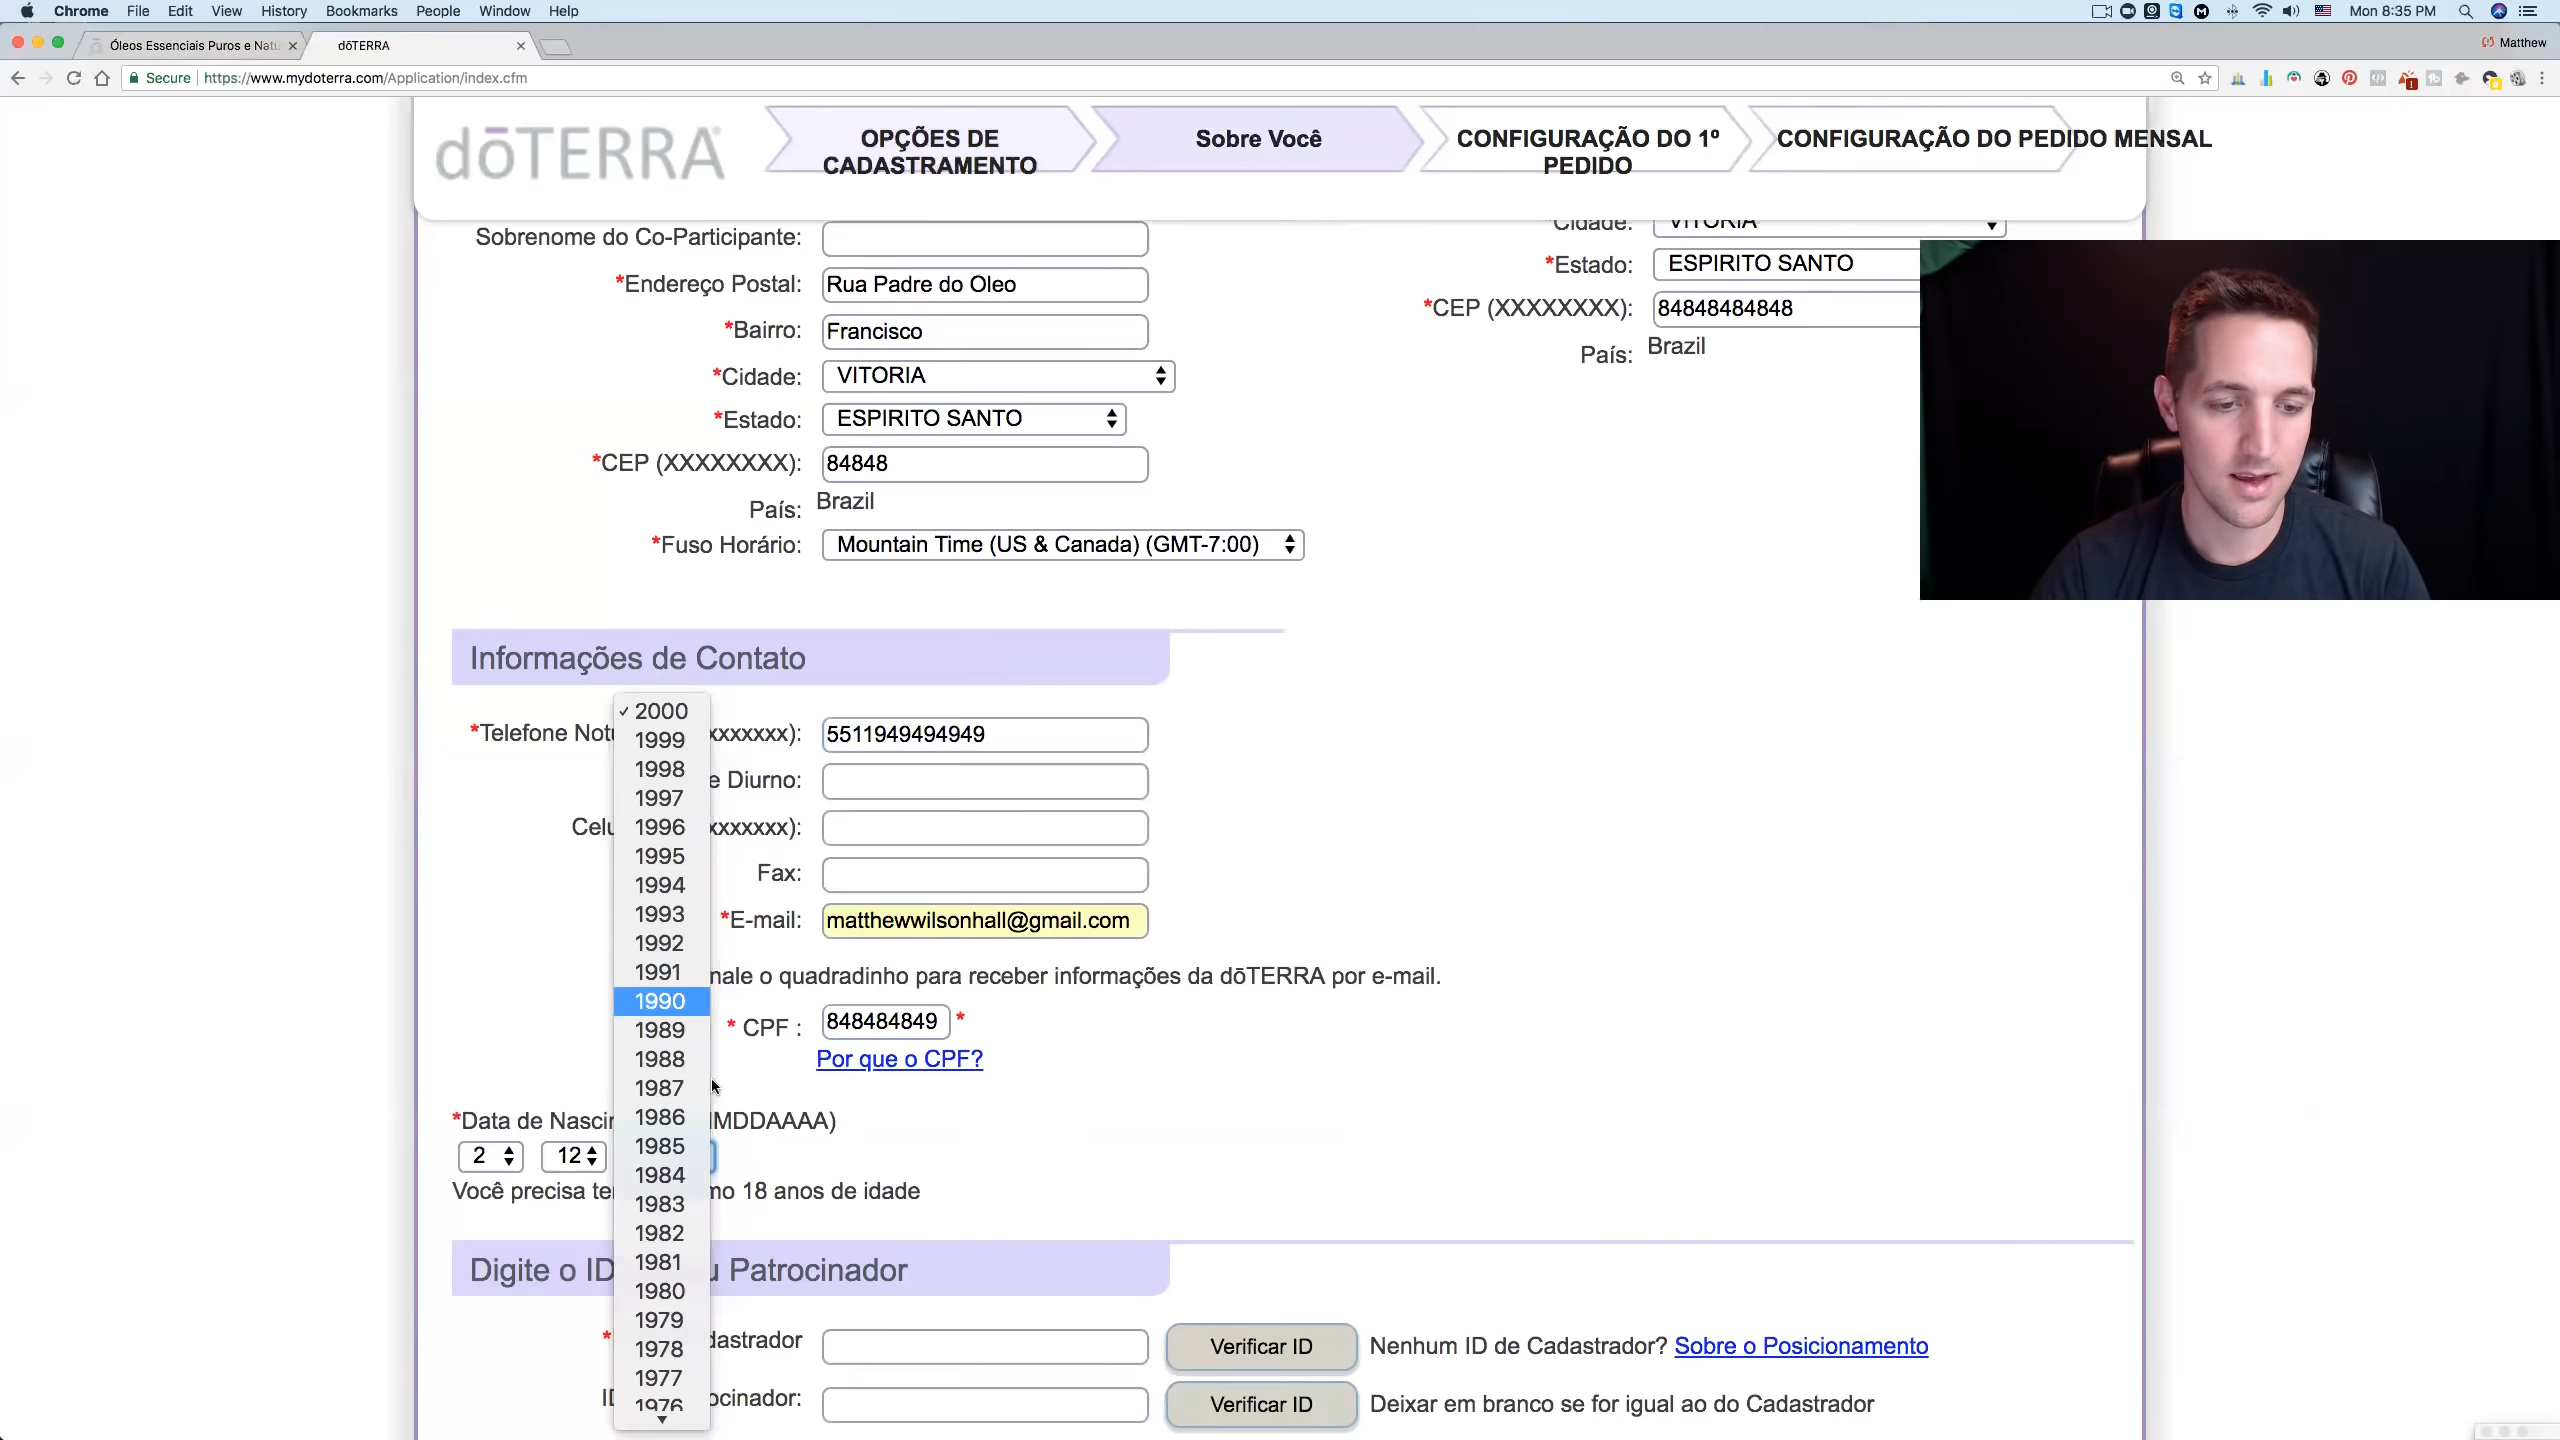 Chrome File Edit View History Bookmarks People Window Help Mon 8:35 PM
Óleos Essenciais Puros e Natu dōTERRA Matthew
Secure https://www.mydoterra.com/Application/index.cfm
dōTERRA
OPÇÕES DE CADASTRAMENTO
Sobre Você
CONFIGURAÇÃO DO 1º PEDIDO
CONFIGURAÇÃO DO PEDIDO MENSAL
Sobrenome do Co-Participante:
*Endereço Postal: Rua Padre do Oleo
*Bairro: Francisco
*Cidade: VITORIA
*Estado: ESPIRITO SANTO
*CEP (XXXXXXXX): 84848
País: Brazil
*Fuso Horário: Mountain Time (US & Canada) (GMT-7:00)
Cidade: VITORIA
*Estado: ESPIRITO SANTO
*CEP (XXXXXXXX): 84848484848
País: Brazil
Informações de Contato
*Telefone Notu xxxxxxx): 5511949494949
e Diurno:
Celu xxxxxxx):
Fax:
*E-mail: matthewwilsonhall@gmail.com
nale o quadradinho para receber informações da dōTERRA por e-mail.
* CPF : 848484849 *
Por que o CPF?
*Data de Nascin MDDAAAA)
2 12
Você precisa te mo 18 anos de idade
✓ 2000
1999
1998
1997
1996
1995
1994
1993
1992
1991
1990
1989
1988
1987
1986
1985
1984
1983
1982
1981
1980
1979
1978
1977
1976
Digite o ID u Patrocinador
* dastrador Verificar ID Nenhum ID de Cadastrador? Sobre o Posicionamento
ID ocinador: Verificar ID Deixar em branco se for igual ao do Cadastrador